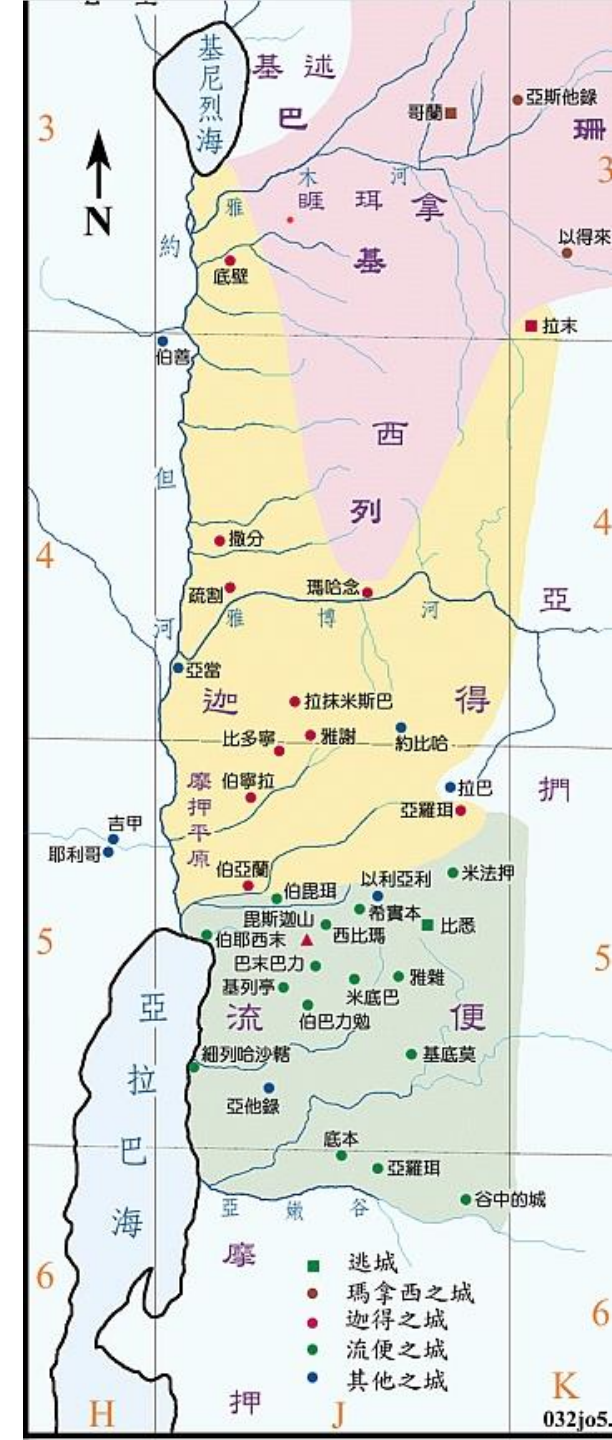 基尼烈海
基述
巴珊
3
哥蘭
亞斯他錄
3
N
木河
雅
睚珥拿
基
約
底壁
以得來
拉末
伯善
西
列
但
撒分
4
4
疏割
瑪哈念
雅博河
亞
河
亞當
迦得
拉抹米斯巴
比多寧
雅謝
約比哈
摩押平原
伯寧拉
拉巴
捫
亞羅珥
吉甲
耶利哥
伯亞蘭
伯毘珥
以利亞利
米法押
希實本
毘斯迦山
西比瑪
比悉
5
伯耶西末
5
巴末巴力
基列亭
米底巴
雅雜
亞拉巴海
流便
伯巴力勉
細列哈沙轄
基底莫
亞他錄
底本
亞羅珥
谷中的城
亞嫩谷
摩押
逃城
瑪拿西之城
迦得之城
流便之城
其他之城
6
6
H
J
K
032jo5.